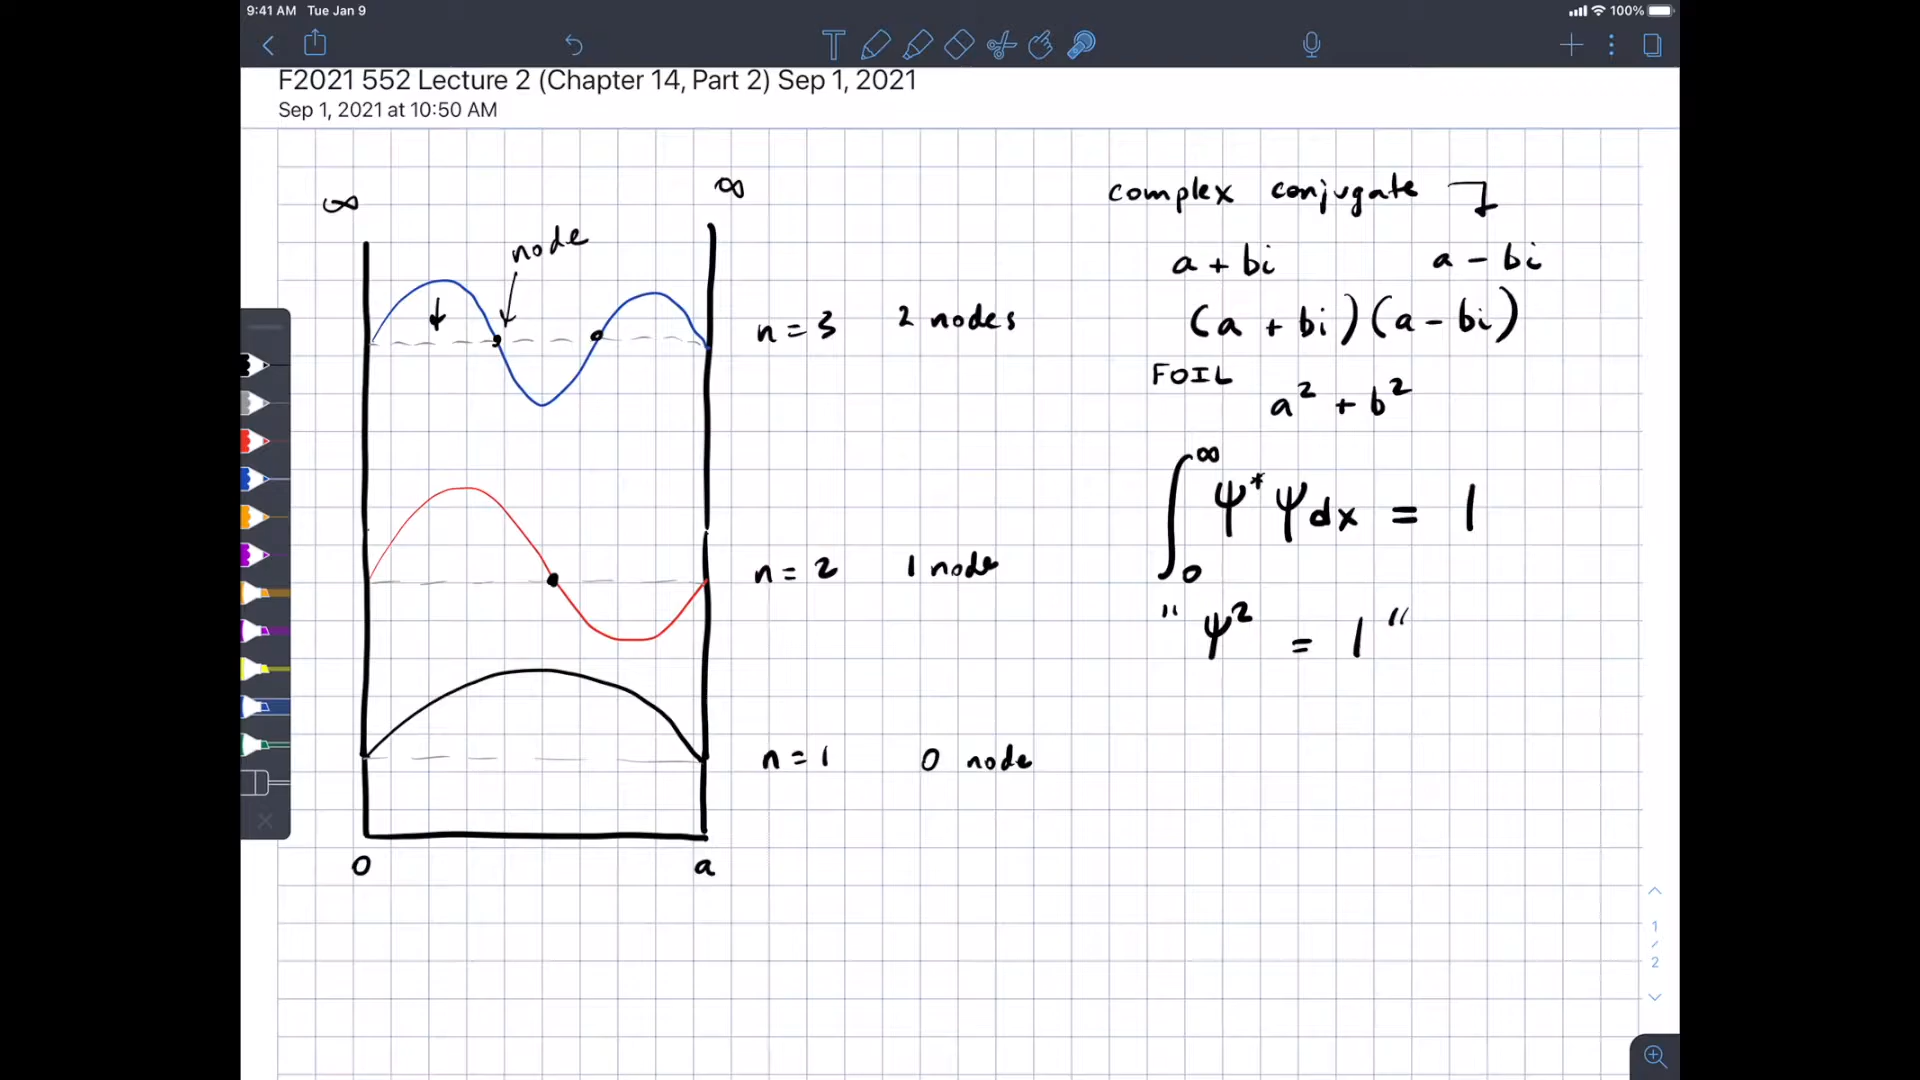 9:41 AM Tue Jan 9
100%
F2021 552 Lecture 2 (Chapter 14, Part 2) Sep 1, 2021
Sep 1, 2021 at 10:50 AM
∞ ∞
node
n = 3 2 nodes
n = 2 1 node
n = 1 0 node
0 a
complex conjugate
a + bi a - bi
(a + bi)(a - bi)
FOIL
a² + b²
∫₀^∞ ψ* ψ dx = 1
" ψ² = 1 "
1
/
2